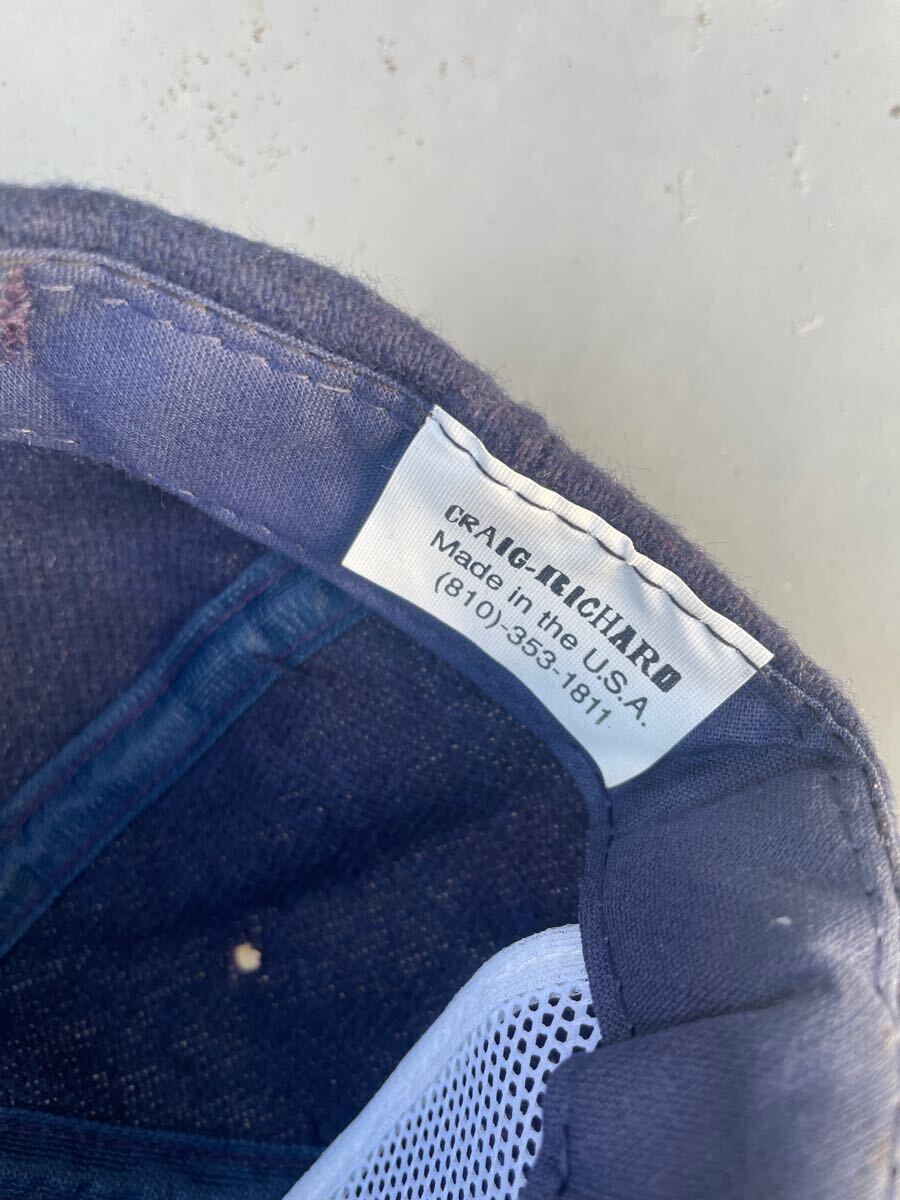 CRAIG-RICHARD
Made in the U.S.A.
(810)-353-1811